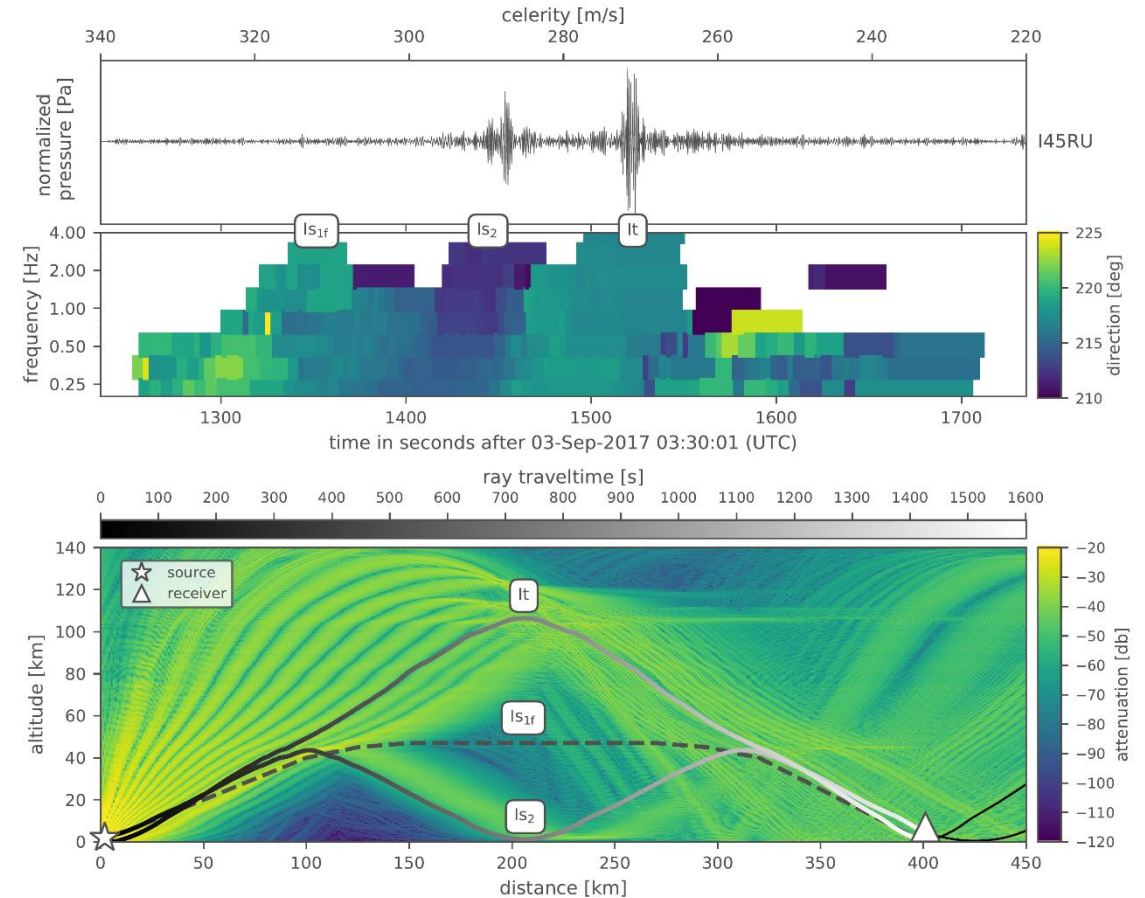 celerity [m/s]
340 320 300 280 260 240 220
normalized
pressure [Pa]
I45RU
Is1f Is2 It
4.00
2.00
1.00
0.50
0.25
frequency [Hz]
225
220
215
210
direction [deg]
1300 1400 1500 1600 1700
time in seconds after 03-Sep-2017 03:30:01 (UTC)
ray traveltime [s]
0 100 200 300 400 500 600 700 800 900 1000 1100 1200 1300 1400 1500 1600
140
120
100
80
60
40
20
0
altitude [km]
source
receiver
It
Is1f
Is2
−20
−30
−40
−50
−60
−70
−80
−90
−100
−110
−120
attenuation [db]
0 50 100 150 200 250 300 350 400 450
distance [km]